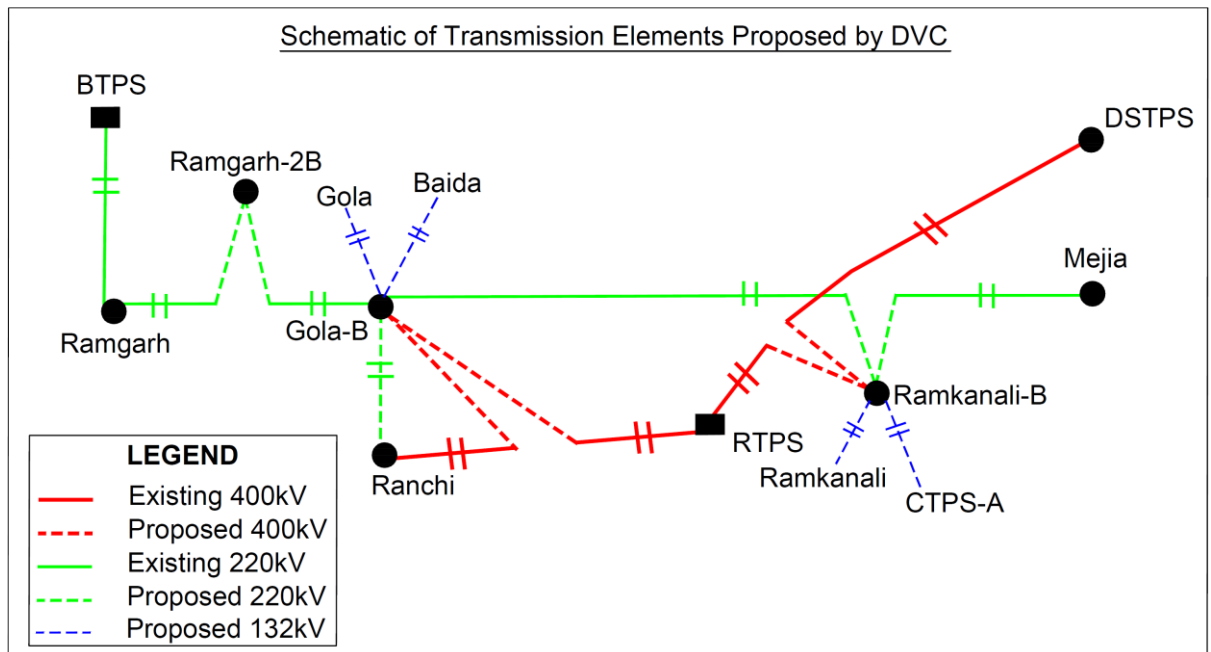 Schematic of Transmission Elements Proposed by DVC
BTPS
DSTPS
Ramgarh-2B
Gola
Baida
Mejia
Ramgarh
Gola-B
Ramkanali-B
RTPS
Ramkanali
Ranchi
CTPS-A
LEGEND
Existing 400kV
Proposed 400kV
Existing 220kV
Proposed 220kV
Proposed 132kV